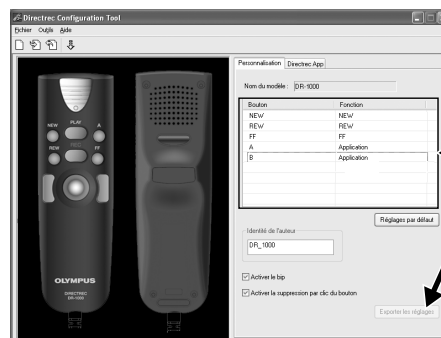 Directrec Configuration Tool
Fichier Outils Aide
Personnalisation Directrec App
Nom du modèle : DR-1000
Bouton Fonction
NEW NEW
REW REW
FF FF
A Application
B Application
Réglages par défaut
Identité de l'auteur
DR_1000
Activer le bip
Activer la suppression par clic du bouton
Exporter les réglages
NEW PLAY A
REW REC FF
OLYMPUS
DIRECTREC
DR-1000